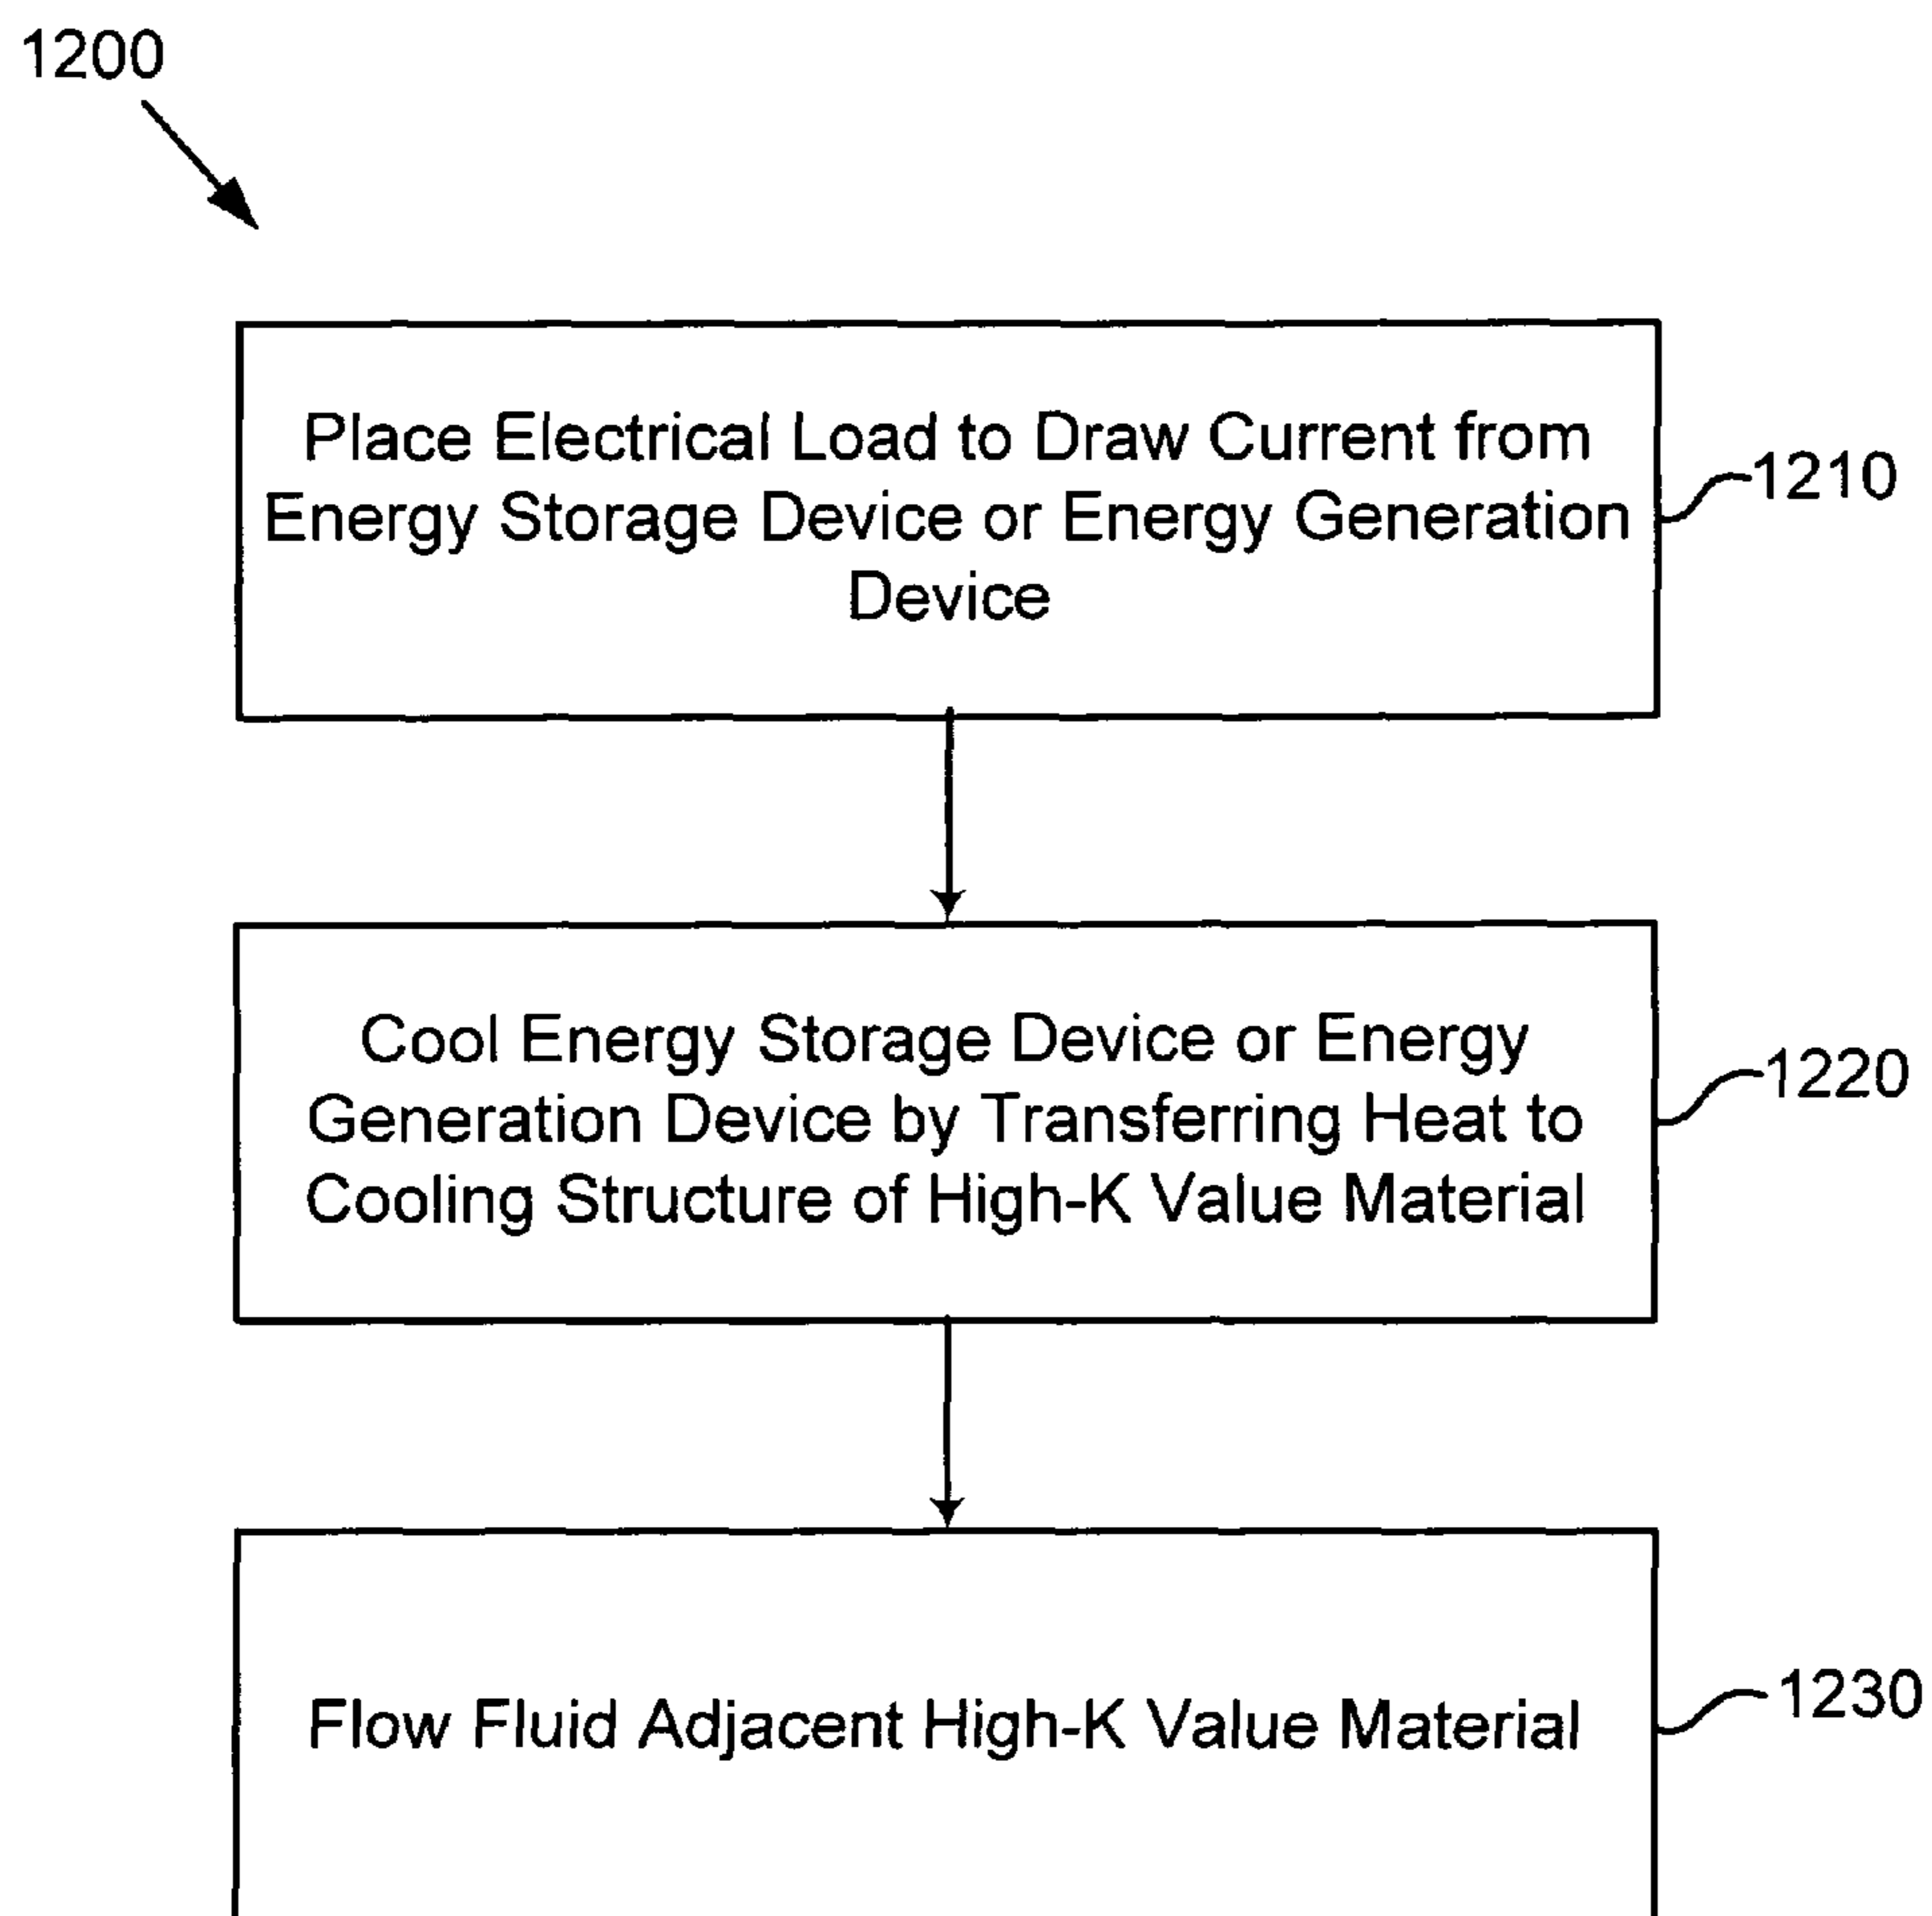 1200
Place Electrical Load to Draw Current from
Energy Storage Device or Energy Generation
Device
1210
Cool Energy Storage Device or Energy
Generation Device by Transferring Heat to
Cooling Structure of High-K Value Material
1220
Flow Fluid Adjacent High-K Value Material
1230